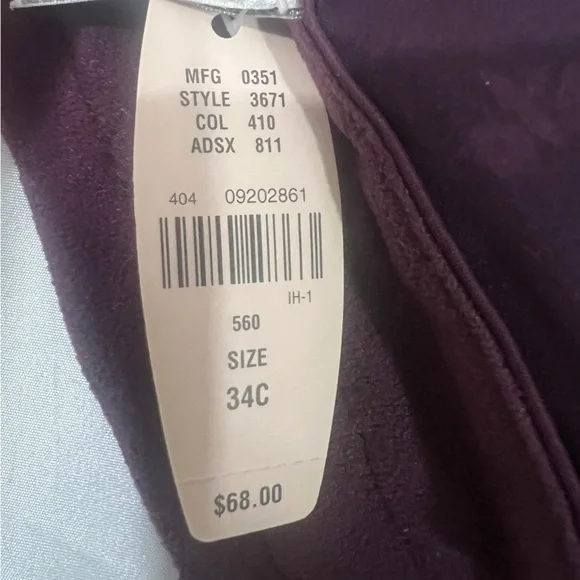 MFG 0351
STYLE 3671
COL 410
ADSX 811
404 09202861
IH-1
560
SIZE
34C
$68.00